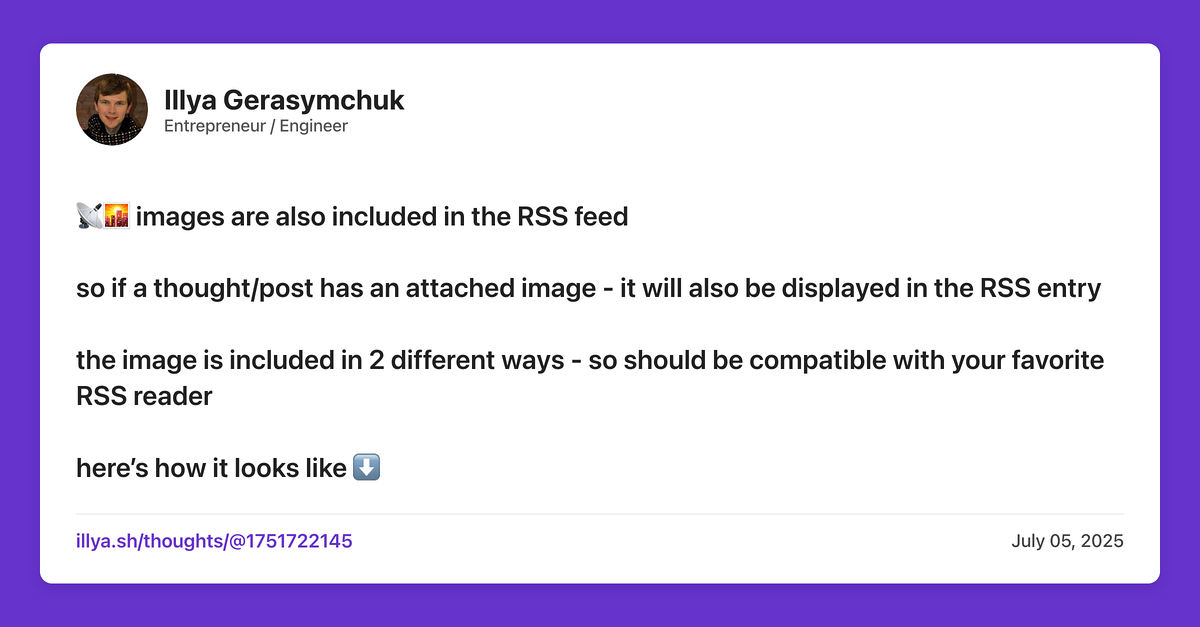 Illya Gerasymchuk
Entrepreneur / Engineer
📡🌇 images are also included in the RSS feed
so if a thought/post has an attached image - it will also be displayed in the RSS entry
the image is included in 2 different ways - so should be compatible with your favorite
RSS reader
here’s how it looks like ⬇️
illya.sh/thoughts/@1751722145
July 05, 2025